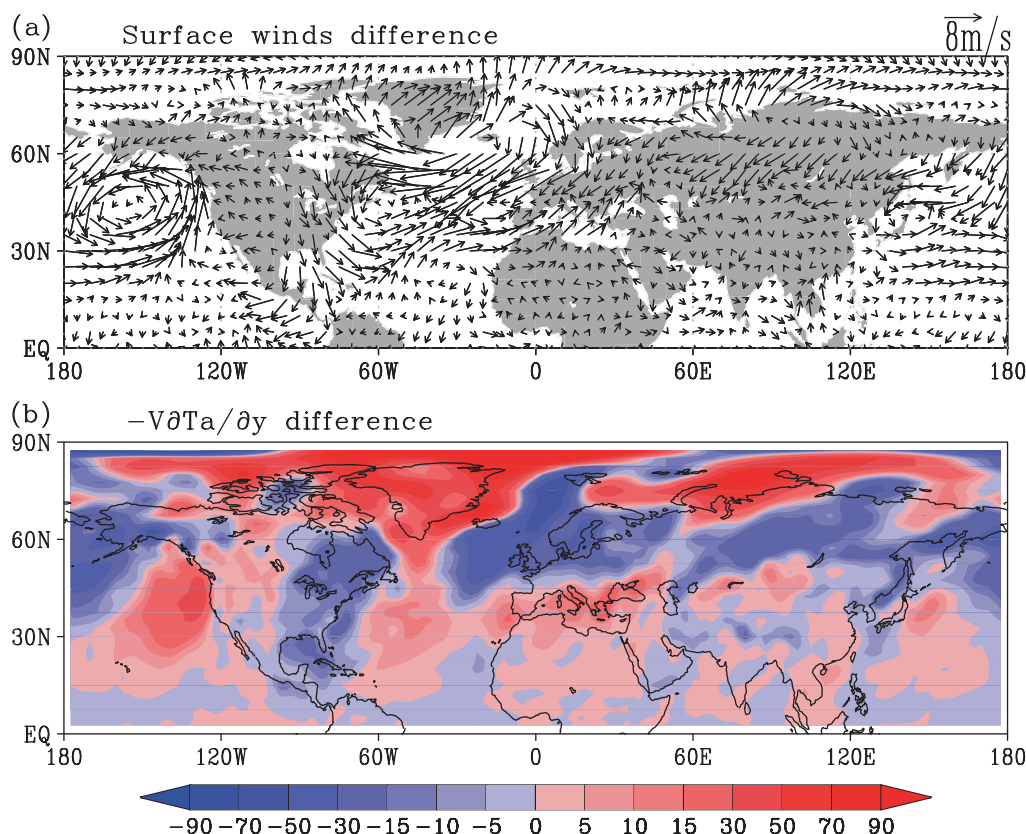 (a)
Surface winds difference
8m/s
90N
60N
30N
EQ
180 120W 60W 0 60E 120E 180
(b)
−V∂Ta/∂y difference
90N
60N
30N
EQ
180 120W 60W 0 60E 120E 180
−90 −70 −50 −30 −15 −10 −5 0 5 10 15 30 50 70 90